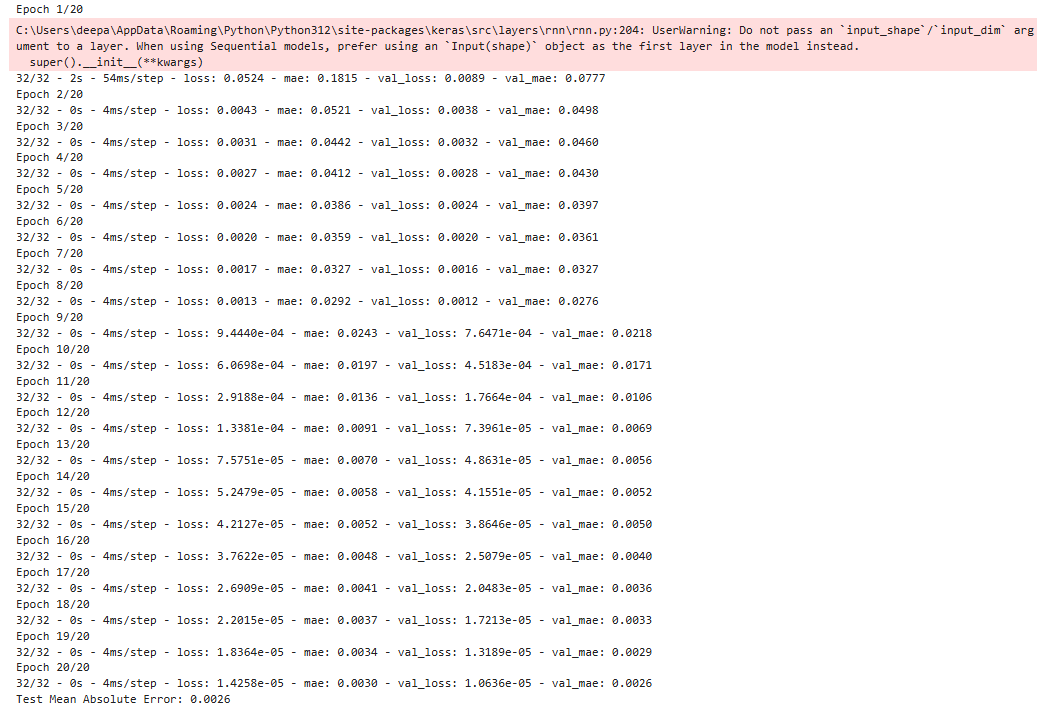 Epoch 1/20
C:\Users\deepa\AppData\Roaming\Python\Python312\site-packages\keras\src\layers\rnn\rnn.py:204: UserWarning: Do not pass an `input_shape`/`input_dim` arg
ument to a layer. When using Sequential models, prefer using an `Input(shape)` object as the first layer in the model instead.
  super().__init__(**kwargs)
32/32 - 2s - 54ms/step - loss: 0.0524 - mae: 0.1815 - val_loss: 0.0089 - val_mae: 0.0777
Epoch 2/20
32/32 - 0s - 4ms/step - loss: 0.0043 - mae: 0.0521 - val_loss: 0.0038 - val_mae: 0.0498
Epoch 3/20
32/32 - 0s - 4ms/step - loss: 0.0031 - mae: 0.0442 - val_loss: 0.0032 - val_mae: 0.0460
Epoch 4/20
32/32 - 0s - 4ms/step - loss: 0.0027 - mae: 0.0412 - val_loss: 0.0028 - val_mae: 0.0430
Epoch 5/20
32/32 - 0s - 4ms/step - loss: 0.0024 - mae: 0.0386 - val_loss: 0.0024 - val_mae: 0.0397
Epoch 6/20
32/32 - 0s - 4ms/step - loss: 0.0020 - mae: 0.0359 - val_loss: 0.0020 - val_mae: 0.0361
Epoch 7/20
32/32 - 0s - 4ms/step - loss: 0.0017 - mae: 0.0327 - val_loss: 0.0016 - val_mae: 0.0327
Epoch 8/20
32/32 - 0s - 4ms/step - loss: 0.0013 - mae: 0.0292 - val_loss: 0.0012 - val_mae: 0.0276
Epoch 9/20
32/32 - 0s - 4ms/step - loss: 9.4440e-04 - mae: 0.0243 - val_loss: 7.6471e-04 - val_mae: 0.0218
Epoch 10/20
32/32 - 0s - 4ms/step - loss: 6.0698e-04 - mae: 0.0197 - val_loss: 4.5183e-04 - val_mae: 0.0171
Epoch 11/20
32/32 - 0s - 4ms/step - loss: 2.9188e-04 - mae: 0.0136 - val_loss: 1.7664e-04 - val_mae: 0.0106
Epoch 12/20
32/32 - 0s - 4ms/step - loss: 1.3381e-04 - mae: 0.0091 - val_loss: 7.3961e-05 - val_mae: 0.0069
Epoch 13/20
32/32 - 0s - 4ms/step - loss: 7.5751e-05 - mae: 0.0070 - val_loss: 4.8631e-05 - val_mae: 0.0056
Epoch 14/20
32/32 - 0s - 4ms/step - loss: 5.2479e-05 - mae: 0.0058 - val_loss: 4.1551e-05 - val_mae: 0.0052
Epoch 15/20
32/32 - 0s - 4ms/step - loss: 4.2127e-05 - mae: 0.0052 - val_loss: 3.8646e-05 - val_mae: 0.0050
Epoch 16/20
32/32 - 0s - 4ms/step - loss: 3.7622e-05 - mae: 0.0048 - val_loss: 2.5079e-05 - val_mae: 0.0040
Epoch 17/20
32/32 - 0s - 4ms/step - loss: 2.6909e-05 - mae: 0.0041 - val_loss: 2.0483e-05 - val_mae: 0.0036
Epoch 18/20
32/32 - 0s - 4ms/step - loss: 2.2015e-05 - mae: 0.0037 - val_loss: 1.7213e-05 - val_mae: 0.0033
Epoch 19/20
32/32 - 0s - 4ms/step - loss: 1.8364e-05 - mae: 0.0034 - val_loss: 1.3189e-05 - val_mae: 0.0029
Epoch 20/20
32/32 - 0s - 4ms/step - loss: 1.4258e-05 - mae: 0.0030 - val_loss: 1.0636e-05 - val_mae: 0.0026
Test Mean Absolute Error: 0.0026